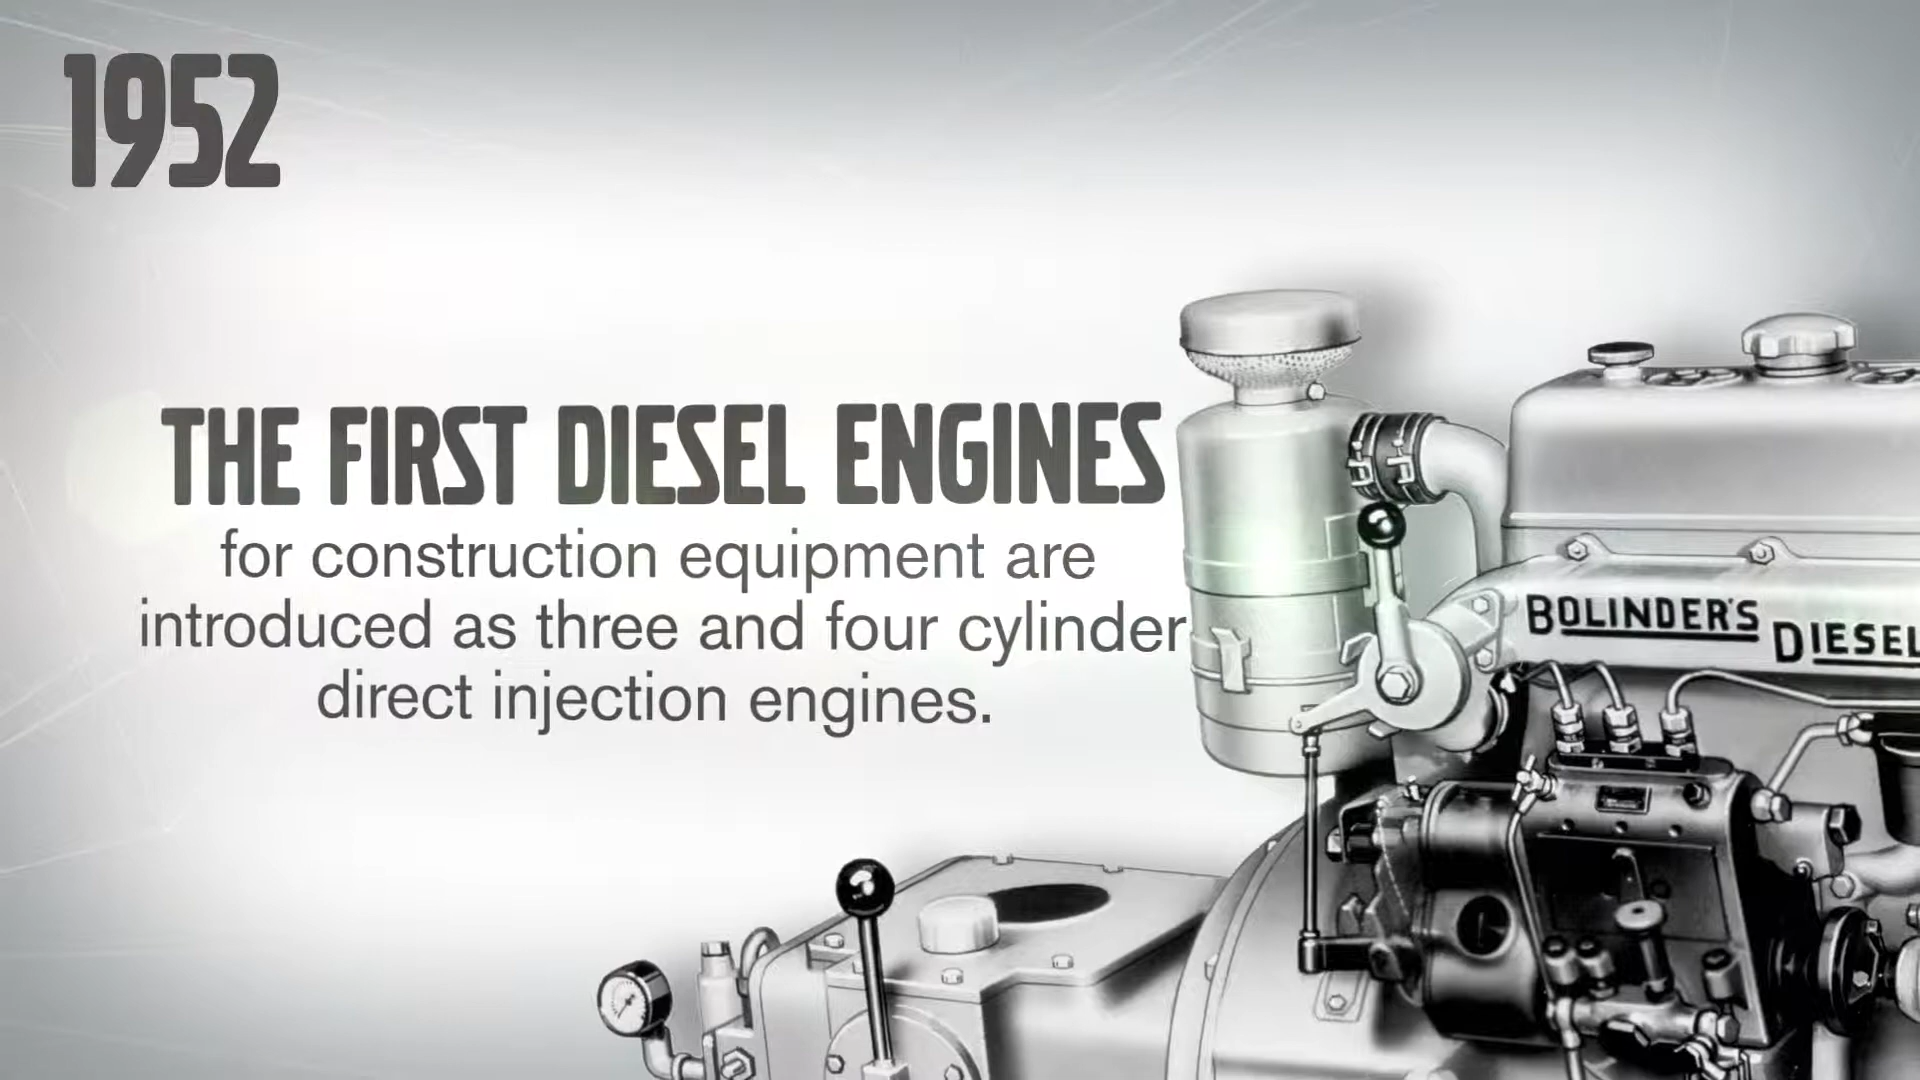 1952
THE FIRST DIESEL ENGINES
for construction equipment are
introduced as three and four cylinder
direct injection engines.
BOLINDER'S DIESEL